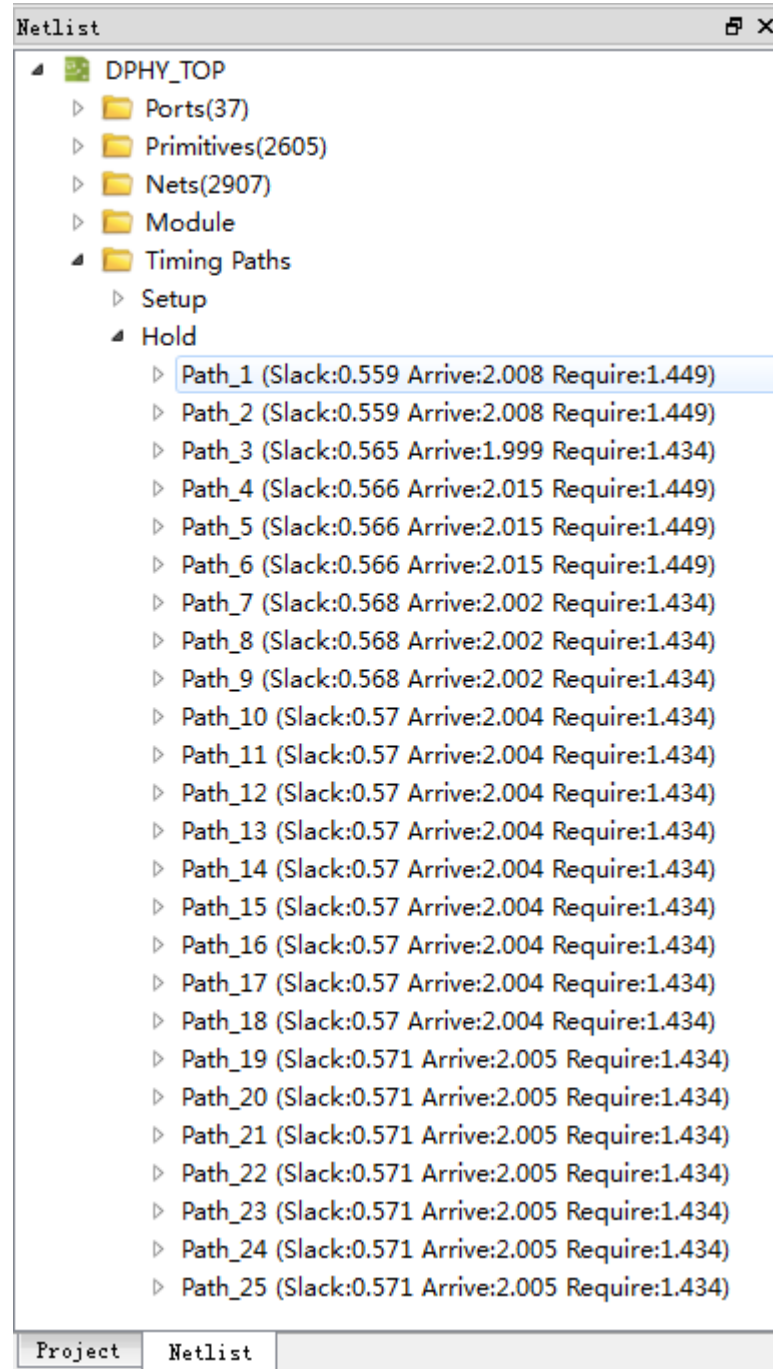 Netlist
DPHY_TOP
Ports(37)
Primitives(2605)
Nets(2907)
Module
Timing Paths
Setup
Hold
Path_1 (Slack:0.559 Arrive:2.008 Require:1.449)
Path_2 (Slack:0.559 Arrive:2.008 Require:1.449)
Path_3 (Slack:0.565 Arrive:1.999 Require:1.434)
Path_4 (Slack:0.566 Arrive:2.015 Require:1.449)
Path_5 (Slack:0.566 Arrive:2.015 Require:1.449)
Path_6 (Slack:0.566 Arrive:2.015 Require:1.449)
Path_7 (Slack:0.568 Arrive:2.002 Require:1.434)
Path_8 (Slack:0.568 Arrive:2.002 Require:1.434)
Path_9 (Slack:0.568 Arrive:2.002 Require:1.434)
Path_10 (Slack:0.57 Arrive:2.004 Require:1.434)
Path_11 (Slack:0.57 Arrive:2.004 Require:1.434)
Path_12 (Slack:0.57 Arrive:2.004 Require:1.434)
Path_13 (Slack:0.57 Arrive:2.004 Require:1.434)
Path_14 (Slack:0.57 Arrive:2.004 Require:1.434)
Path_15 (Slack:0.57 Arrive:2.004 Require:1.434)
Path_16 (Slack:0.57 Arrive:2.004 Require:1.434)
Path_17 (Slack:0.57 Arrive:2.004 Require:1.434)
Path_18 (Slack:0.57 Arrive:2.004 Require:1.434)
Path_19 (Slack:0.571 Arrive:2.005 Require:1.434)
Path_20 (Slack:0.571 Arrive:2.005 Require:1.434)
Path_21 (Slack:0.571 Arrive:2.005 Require:1.434)
Path_22 (Slack:0.571 Arrive:2.005 Require:1.434)
Path_23 (Slack:0.571 Arrive:2.005 Require:1.434)
Path_24 (Slack:0.571 Arrive:2.005 Require:1.434)
Path_25 (Slack:0.571 Arrive:2.005 Require:1.434)
Project Netlist